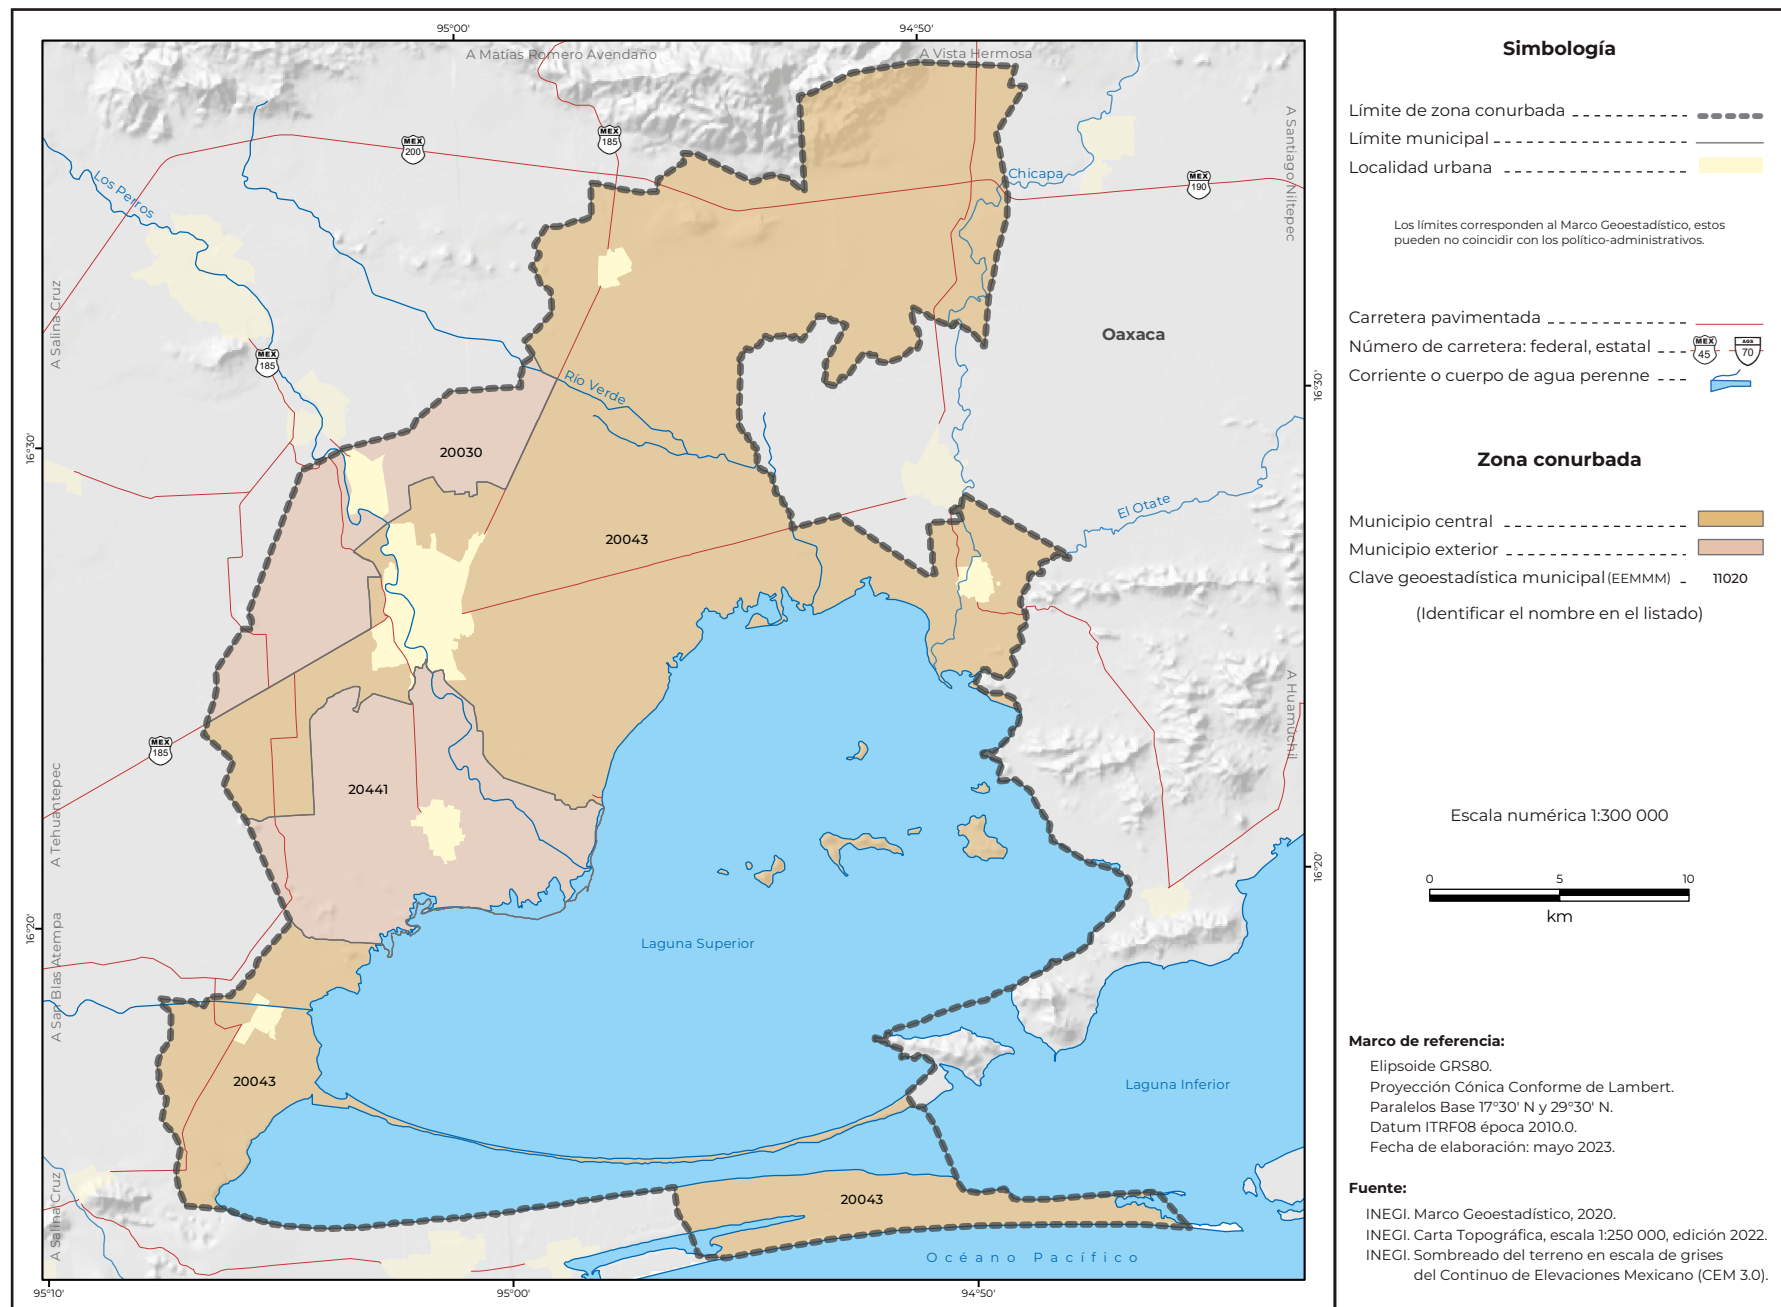 95°00'
94°50'
A Matías Romero Avendaño
A Vista Hermosa
MEX
200
MEX
185
Los Perros
Chicapa
MEX
190
A Santiago Niltepec
A Salina Cruz
MEX
185
Oaxaca
Río Verde
16°30'
16°30'
20030
El Otate
20043
MEX
185
A Huamuchil
20441
A Tehuantepec
16°20'
16°20'
Laguna Superior
A San Blas Atempa
20043
Laguna Inferior
20043
A Salina Cruz
Océano Pacífico
95°10'
95°00'
94°50'
Simbología
Límite de zona conurbada
Límite municipal
Localidad urbana
Los límites corresponden al Marco Geoestadístico, estos
pueden no coincidir con los político-administrativos.
Carretera pavimentada
Número de carretera: federal, estatal
MEX
45
AGS
70
Corriente o cuerpo de agua perenne
Zona conurbada
Municipio central
Municipio exterior
Clave geoestadística municipal (EEMMM) 11020
(Identificar el nombre en el listado)
Escala numérica 1:300 000
0 5 10
km
Marco de referencia:
Elipsoide GRS80.
Proyección Cónica Conforme de Lambert.
Paralelos Base 17°30' N y 29°30' N.
Datum ITRF08 época 2010.0.
Fecha de elaboración: mayo 2023.
Fuente:
INEGI. Marco Geoestadístico, 2020.
INEGI. Carta Topográfica, escala 1:250 000, edición 2022.
INEGI. Sombreado del terreno en escala de grises
del Continuo de Elevaciones Mexicano (CEM 3.0).